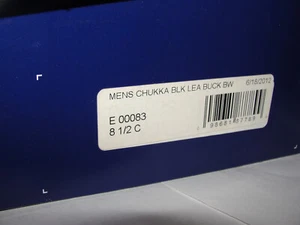 MENS CHUKKA BLK LEA BUCK BW 6/18/2012
E 00083
8 1/2 C